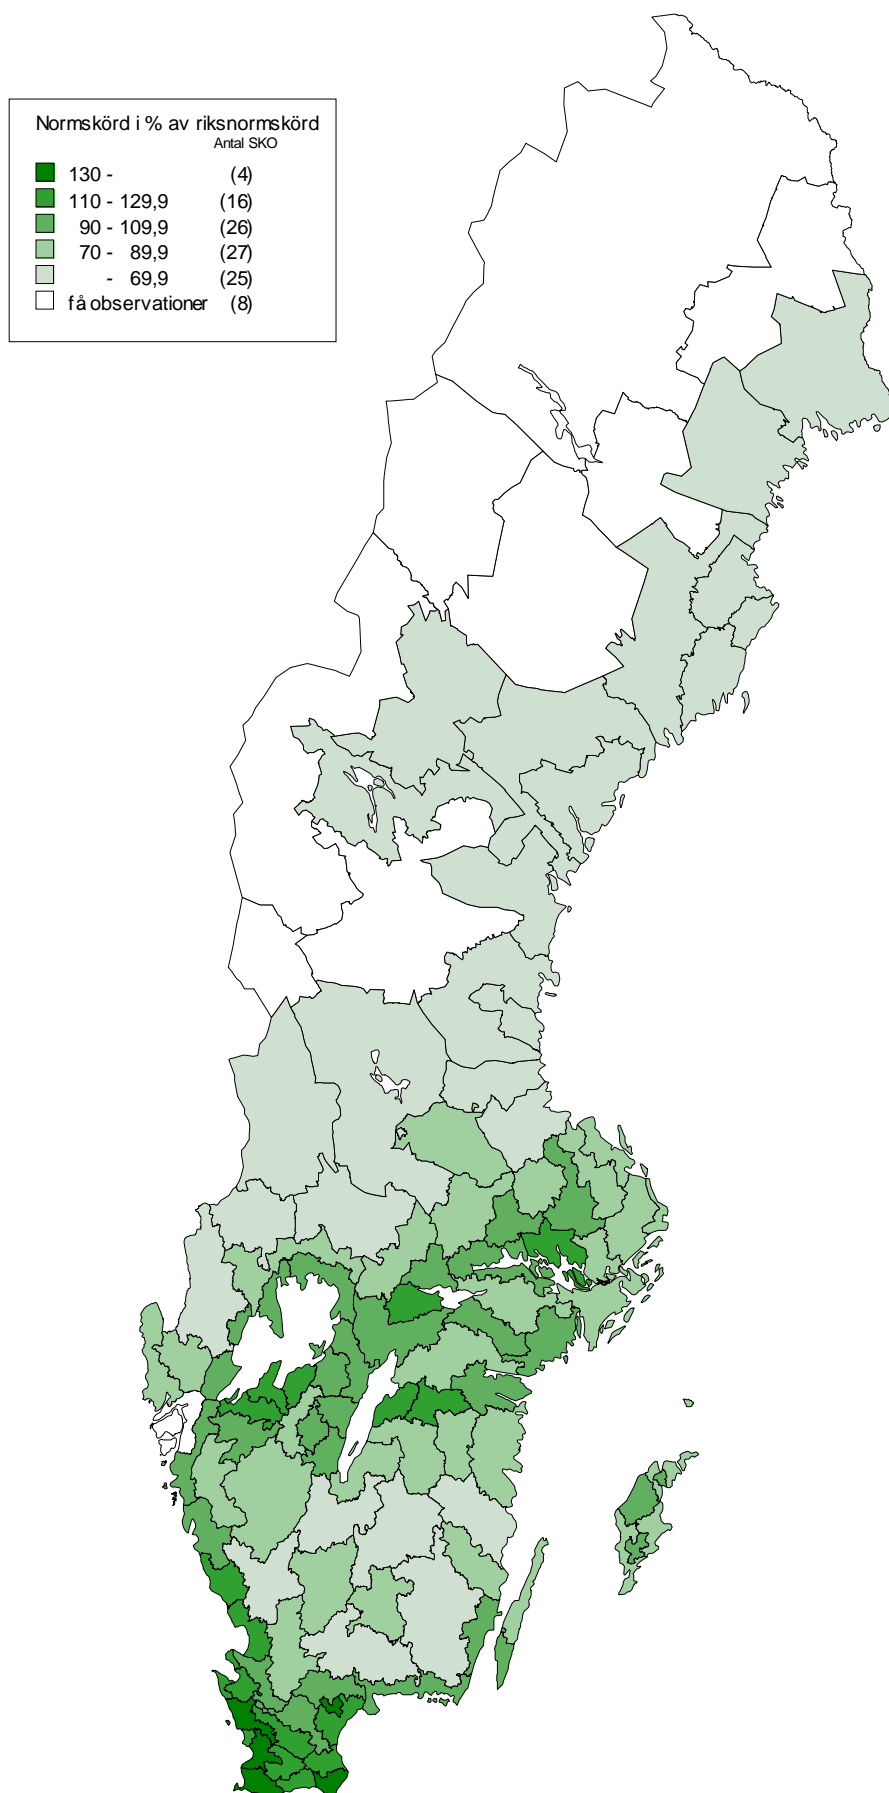 Normskörd i % av riksnormskörd
Antal SKO
130 - (4)
110 - 129,9 (16)
90 - 109,9 (26)
70 - 89,9 (27)
- 69,9 (25)
få observationer (8)